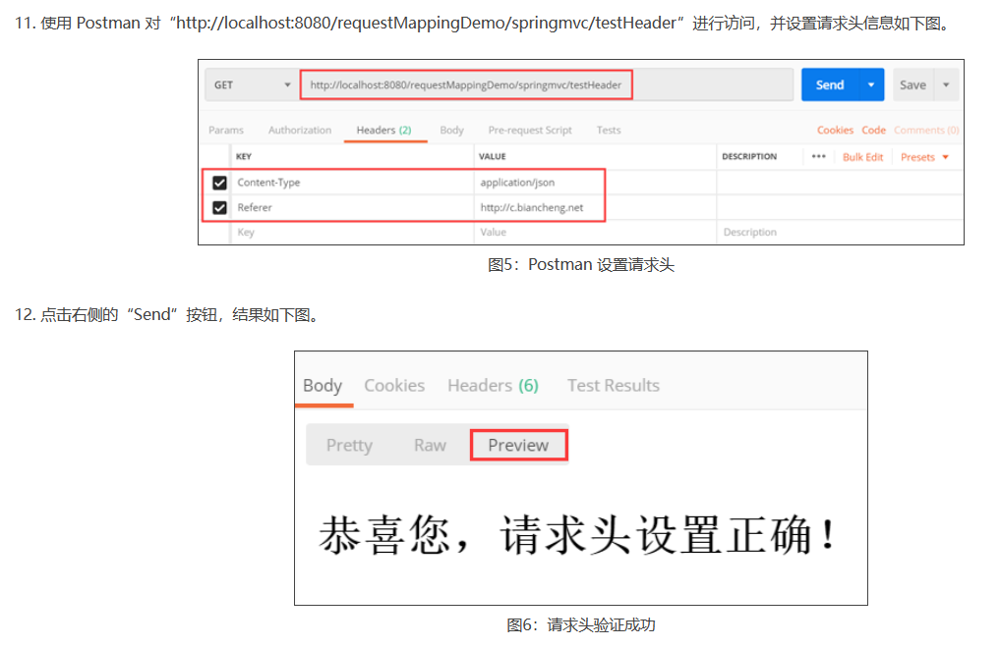 11. 使用 Postman 对“http://localhost:8080/requestMappingDemo/springmvc/testHeader”进行访问，并设置请求头信息如下图。
GET http://localhost:8080/requestMappingDemo/springmvc/testHeader Send Save
Params Authorization Headers (2) Body Pre-request Script Tests Cookies Code Comments (0)
KEY VALUE DESCRIPTION ••• Bulk Edit Presets
Content-Type application/json
Referer http://c.biancheng.net
Key Value Description
图5：Postman 设置请求头
12. 点击右侧的“Send”按钮，结果如下图。
Body Cookies Headers (6) Test Results
Pretty Raw Preview
恭喜您，请求头设置正确！
图6：请求头验证成功